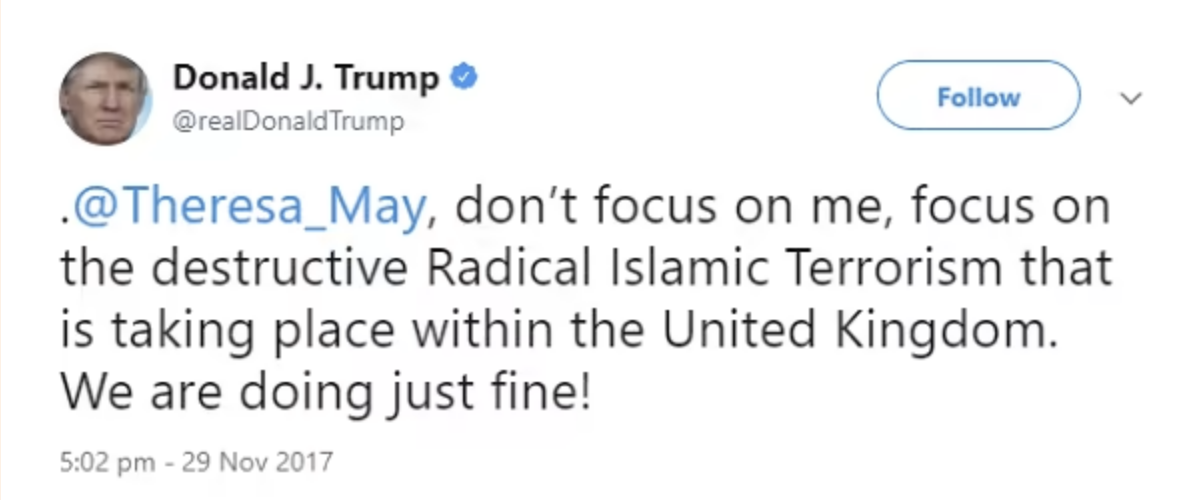 Donald J. Trump
@realDonaldTrump
Follow
.@Theresa_May, don’t focus on me, focus on
the destructive Radical Islamic Terrorism that
is taking place within the United Kingdom.
We are doing just fine!
5:02 pm - 29 Nov 2017